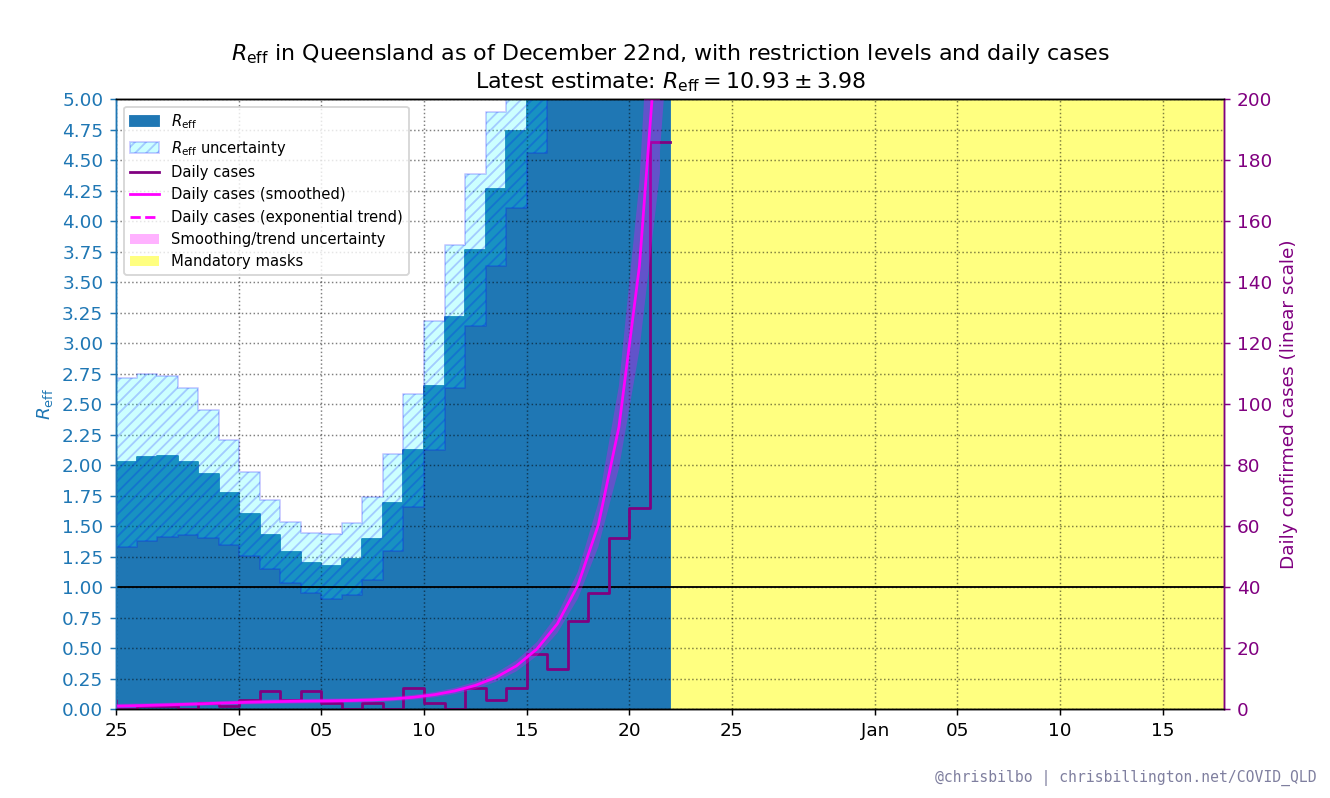 R_eff in Queensland as of December 22nd, with restriction levels and daily cases
Latest estimate: R_eff = 10.93 ± 3.98
R_eff
R_eff uncertainty
Daily cases
Daily cases (smoothed)
Daily cases (exponential trend)
Smoothing/trend uncertainty
Mandatory masks
5.00
4.75
4.50
4.25
4.00
3.75
3.50
3.25
3.00
2.75
2.50
2.25
2.00
1.75
1.50
1.25
1.00
0.75
0.50
0.25
0.00
R_eff
200
180
160
140
120
100
80
60
40
20
0
Daily confirmed cases (linear scale)
25 Dec 05 10 15 20 25 Jan 05 10 15
@chrisbilbo | chrisbillington.net/COVID_QLD